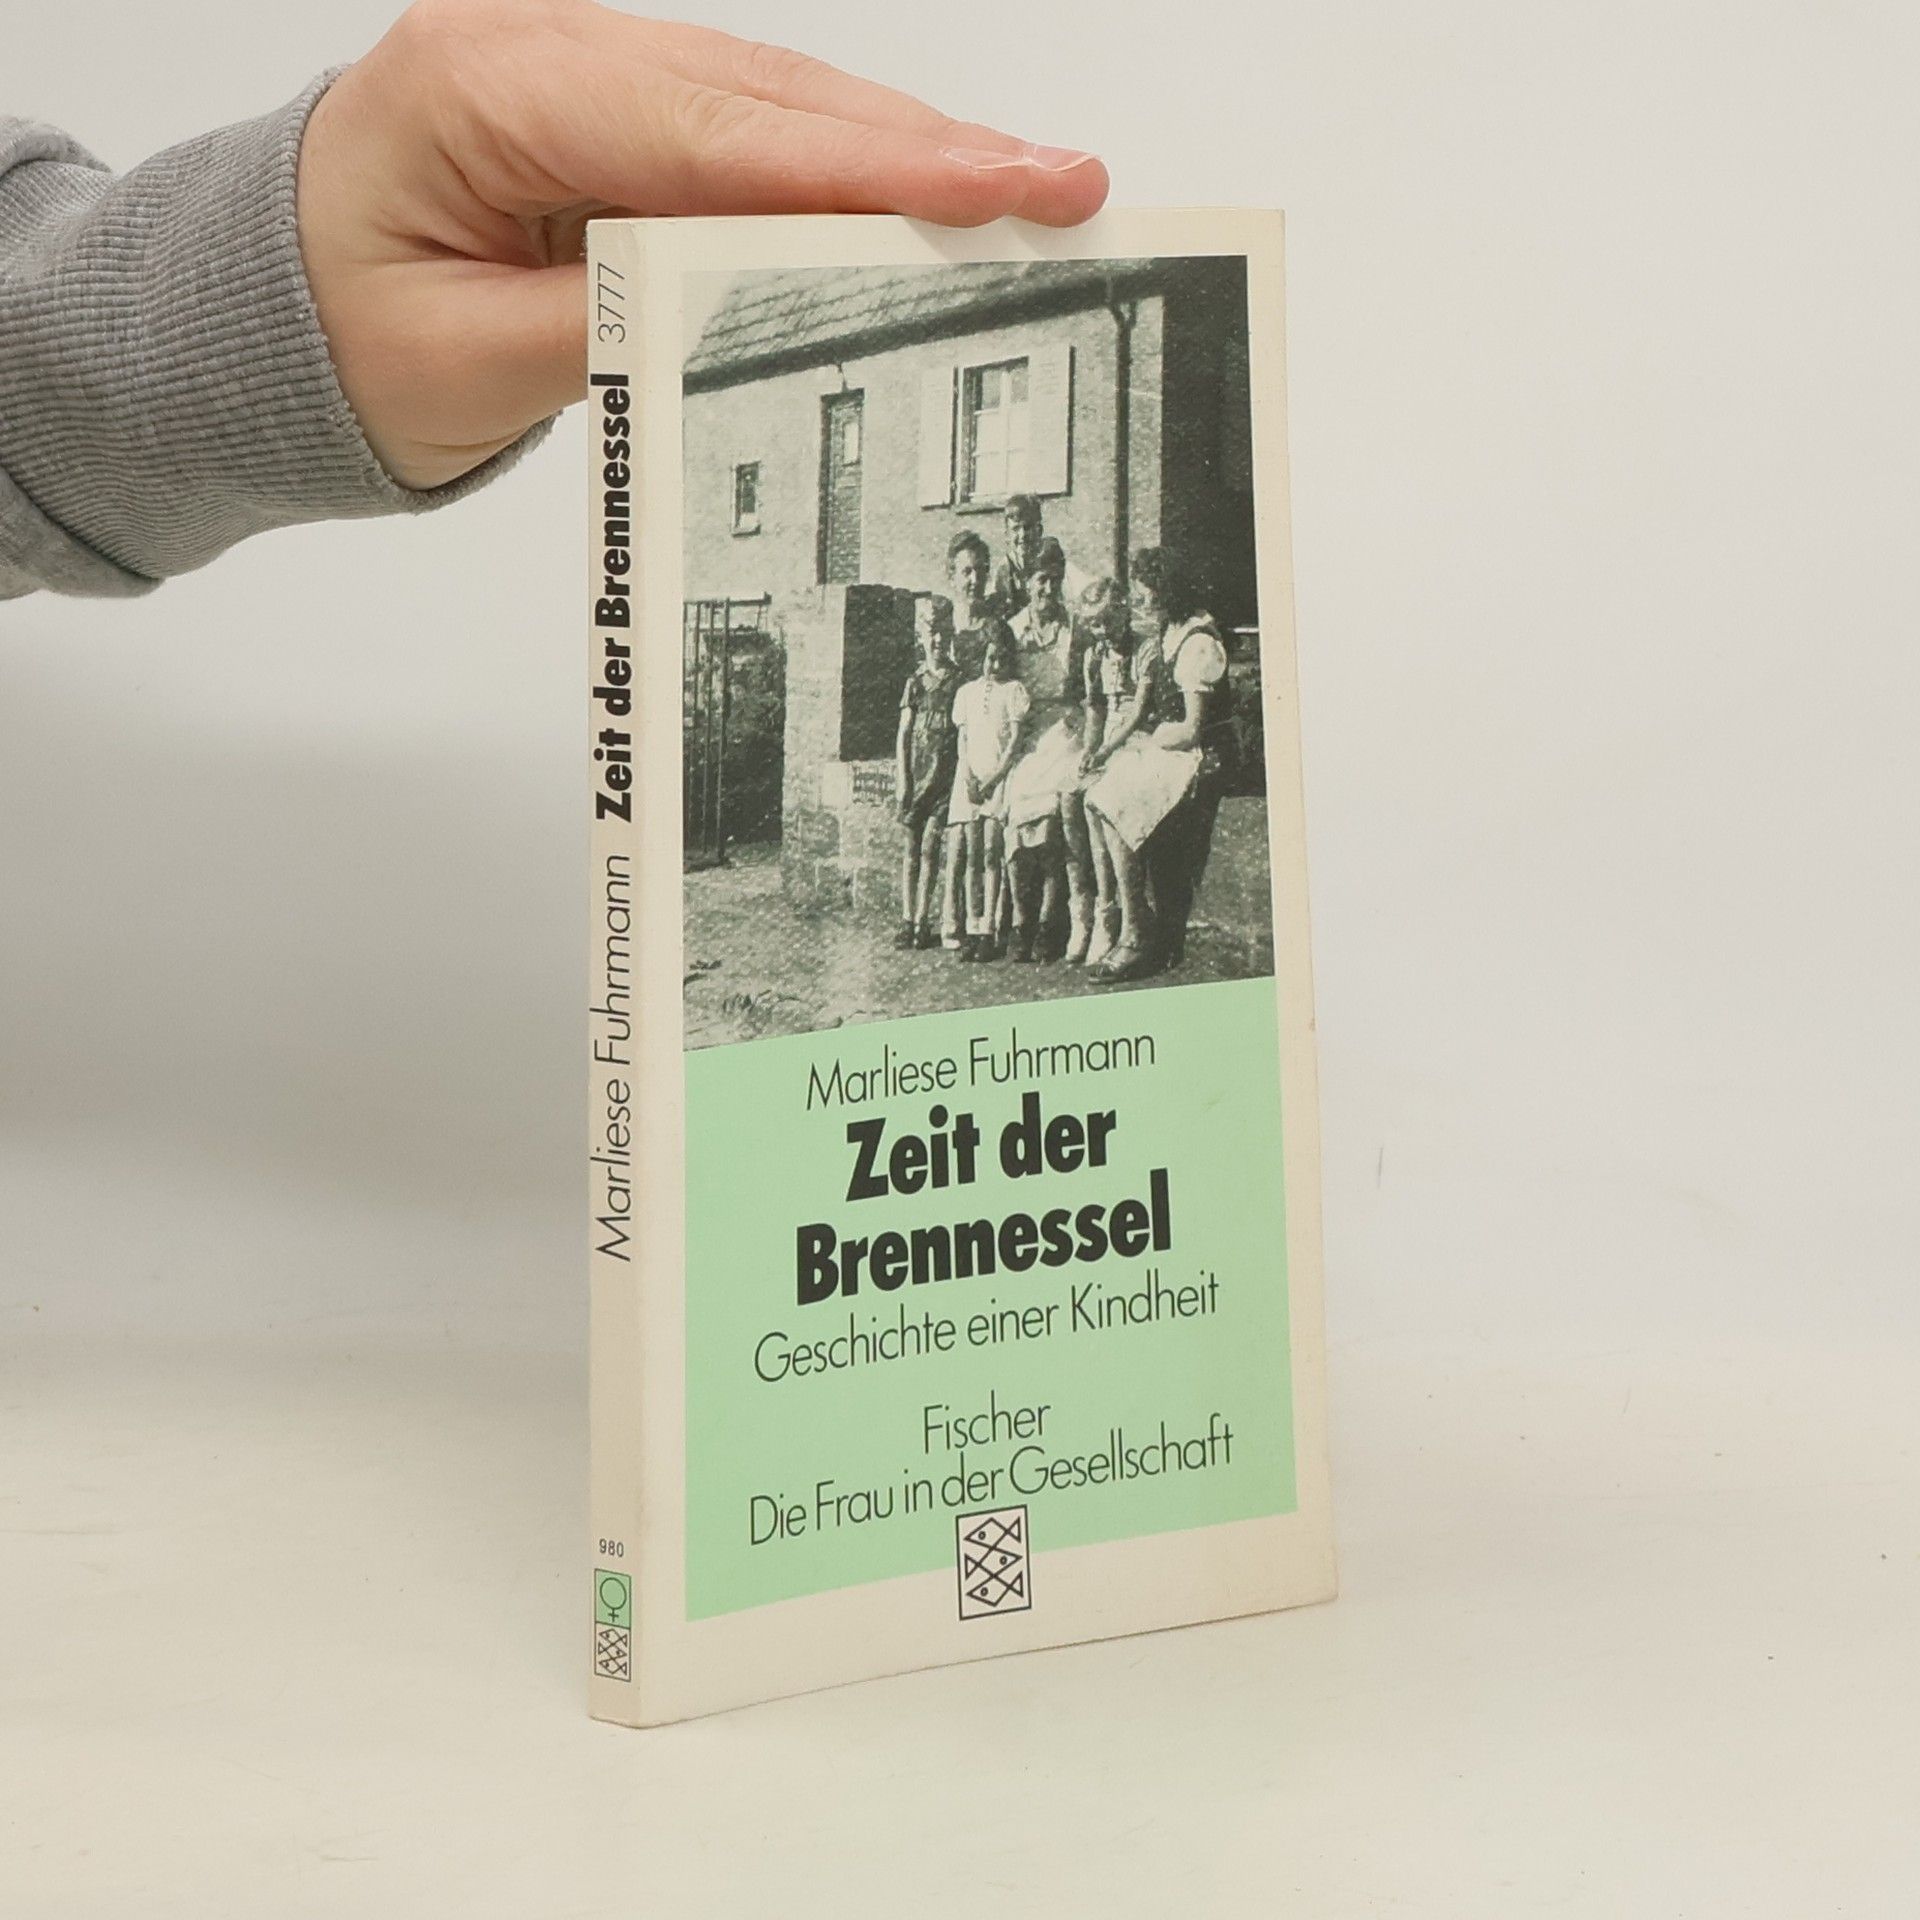 Marliese Fuhrmann Zeit der Brennessel 3777
980
Marliese Fuhrmann
Zeit der
Brennessel
Geschichte einer Kindheit
Fischer
Die Frau in der Gesellschaft